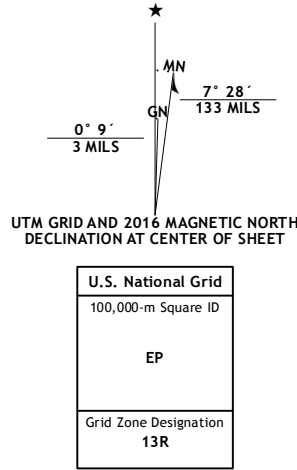 ★
MN
7° 28´
133 MILS
GN
0° 9´
3 MILS
UTM GRID AND 2016 MAGNETIC NORTH
DECLINATION AT CENTER OF SHEET
U.S. National Grid
100,000-m Square ID
EP
Grid Zone Designation
13R